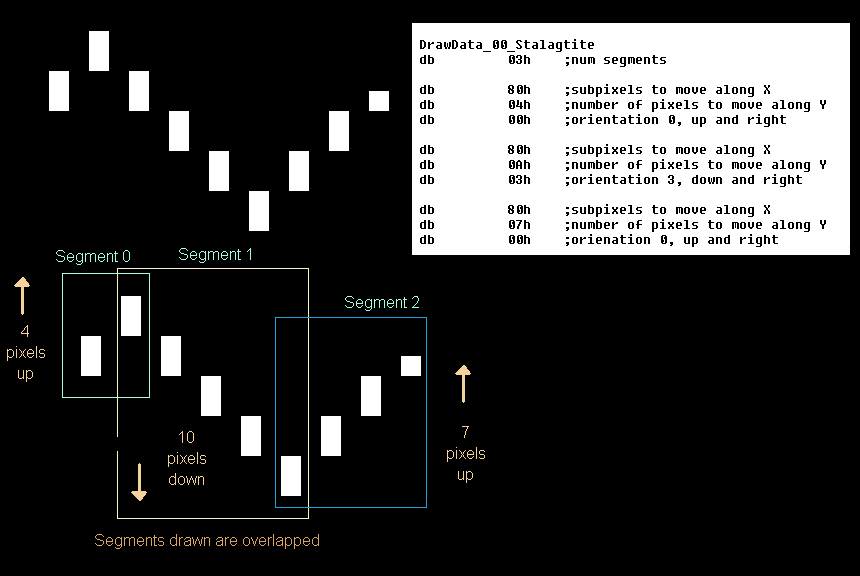 DrawData_00_Stalagtite
db 03h ;num segments
db 80h ;subpixels to move along X
db 04h ;number of pixels to move along Y
db 00h ;orientation 0, up and right
db 80h ;subpixels to move along X
db 0Ah ;number of pixels to move along Y
db 03h ;orientation 3, down and right
db 80h ;subpixels to move along X
db 07h ;number of pixels to move along Y
db 00h ;orienation 0, up and right
Segment 0
Segment 1
Segment 2
4
pixels
up
10
pixels
down
7
pixels
up
Segments drawn are overlapped